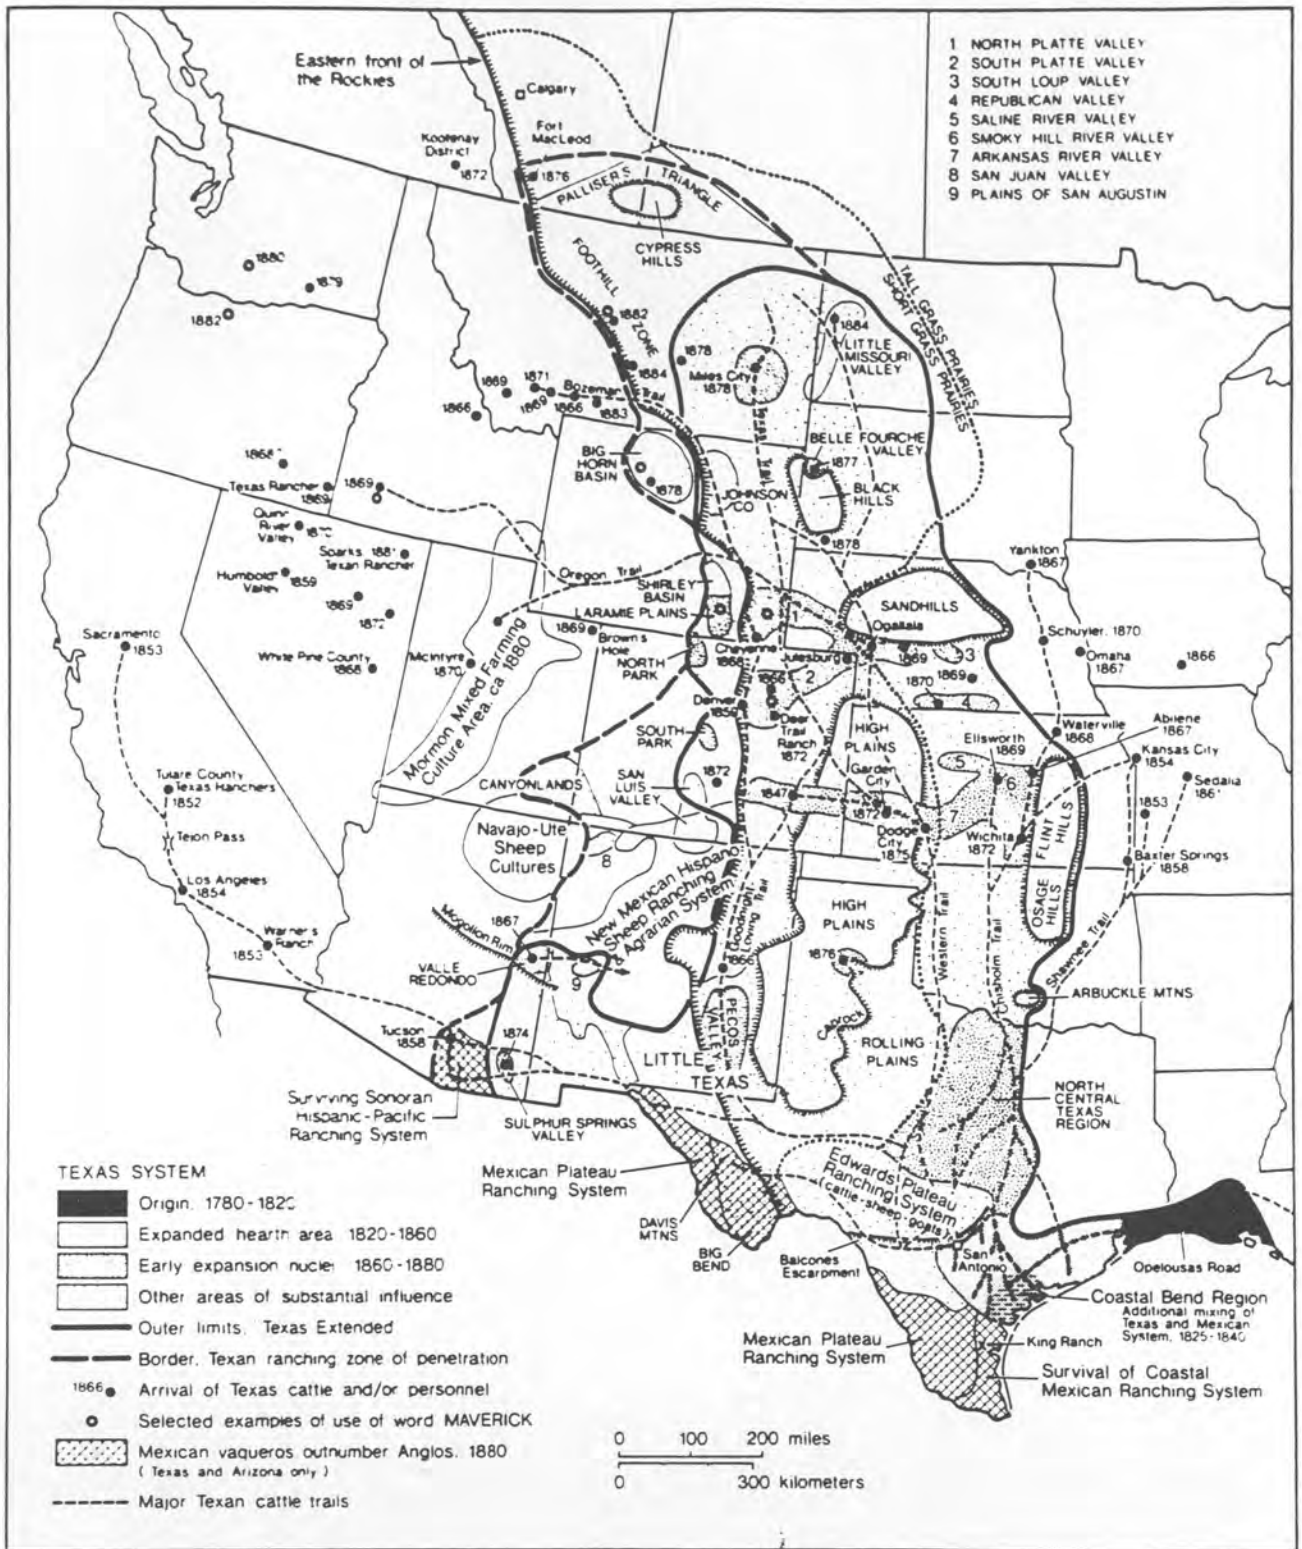 Eastern front of
the Rockies
Calgary
Kootenay
District
1872
Fort
MacLeod
1876
PALLISER'S TRIANGLE
CYPRESS
HILLS
1 NORTH PLATTE VALLEY
2 SOUTH PLATTE VALLEY
3 SOUTH LOUP VALLEY
4 REPUBLICAN VALLEY
5 SALINE RIVER VALLEY
6 SMOKY HILL RIVER VALLEY
7 ARKANSAS RIVER VALLEY
8 SAN JUAN VALLEY
9 PLAINS OF SAN AUGUSTIN
1880
1882
FOOTHILL ZONE
1882
1884
1878
Miles City
1878
1884
LITTLE
MISSOURI
VALLEY
TALL GRASS PRAIRIES
SHORT GRASS PRAIRIES
1869
1871
1869
Bozeman Trail
1866
1883
1866
BIG
HORN
BASIN
1878
Texas Trail
JOHNSON
CO
BELLE FOURCHE
VALLEY
1877
BLACK
HILLS
1878
1868
Texas Rancher
1869
1869
Quinn
River
Valley
Sparks, 1881
Texan Rancher
Humboldt
Valley
1859
1869
1872
White Pine County
1868
McIntyre
1870
Oregon Trail
SHIRLEY
BASIN
LARAMIE PLAINS
1869
Brown's
Hole
NORTH
PARK
Cheyenne
1868
1
Julesburg
2
Ogallala
SANDHILLS
Yankton
1867
Schuyler, 1870
Omaha
1867
1866
1869
3
1869
1870
4
Sacramento
1853
Mormon Mixed Farming
Culture Area, ca. 1880
Denver
1859
1866
Deer
Trail
Ranch
1872
SOUTH
PARK
HIGH
PLAINS
Garden
City
1872
Ellsworth
1869
5
6
7
Waterville
1868
Abilene
1867
Kansas City
1854
Sedalia
1853
Tulare County
Texas Ranchers
1852
Tejon Pass
Los Angeles
1854
Warner's
Ranch
1853
CANYONLANDS
SAN
LUIS
VALLEY
1872
1847
Dodge
City
1875
Wichita
1872
FLINT
HILLS
OSAGE
HILLS
Baxter Springs
1858
Navajo-Ute
Sheep
Cultures
8
New Mexican Hispano
Sheep Ranching
& Agrarian System
Goodnight-
Loving Trail
1866
HIGH
PLAINS
1876
Caprock
Western Trail
Chisholm Trail
Shawnee Trail
ARBUCKLE MTNS
Mogollon Rim
1867
VALLE
REDONDO
9
PECOS
VALLEY
ROLLING
PLAINS
Tucson
1858
1874
LITTLE
TEXAS
NORTH
CENTRAL
TEXAS
REGION
Surviving Sonoran
Hispanic-Pacific
Ranching System
SULPHUR SPRINGS
VALLEY
Mexican Plateau
Ranching System
DAVIS
MTNS
BIG
BEND
Edwards Plateau
Ranching System
(cattle-sheep-goats)
Balcones
Escarpment
San
Antonio
Opelousas Road
Coastal Bend Region
Additional mixing of
Texas and Mexican
System, 1825-1840
King Ranch
Mexican Plateau
Ranching System
Survival of Coastal
Mexican Ranching System
TEXAS SYSTEM
Origin, 1780-1820
Expanded hearth area 1820-1860
Early expansion nuclei 1860-1880
Other areas of substantial influence
Outer limits, Texas Extended
Border, Texan ranching zone of penetration
1866 Arrival of Texas cattle and/or personnel
Selected examples of use of word MAVERICK
Mexican vaqueros outnumber Anglos, 1880
(Texas and Arizona only)
Major Texan cattle trails
0 100 200 miles
0 300 kilometers